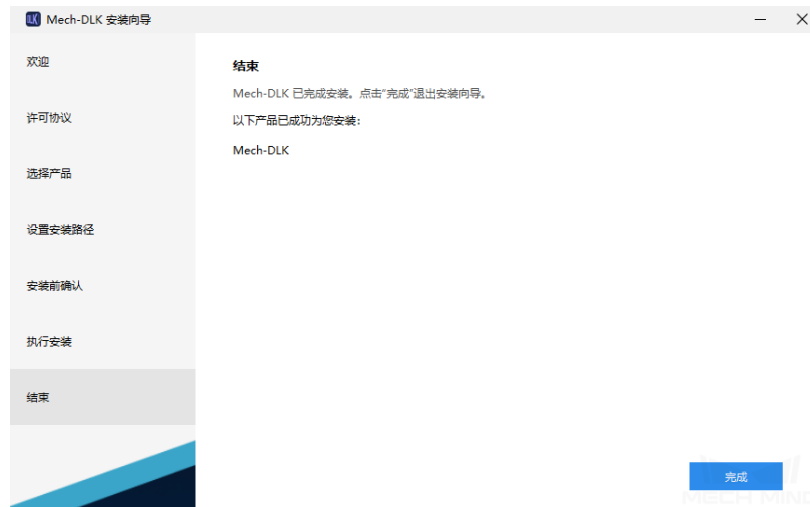 DLK Mech-DLK 安装向导
欢迎
许可协议
选择产品
设置安装路径
安装前确认
执行安装
结束
结束
Mech-DLK 已完成安装。点击“完成”退出安装向导。
以下产品已成功为您安装：
Mech-DLK
完成
MECH MIND